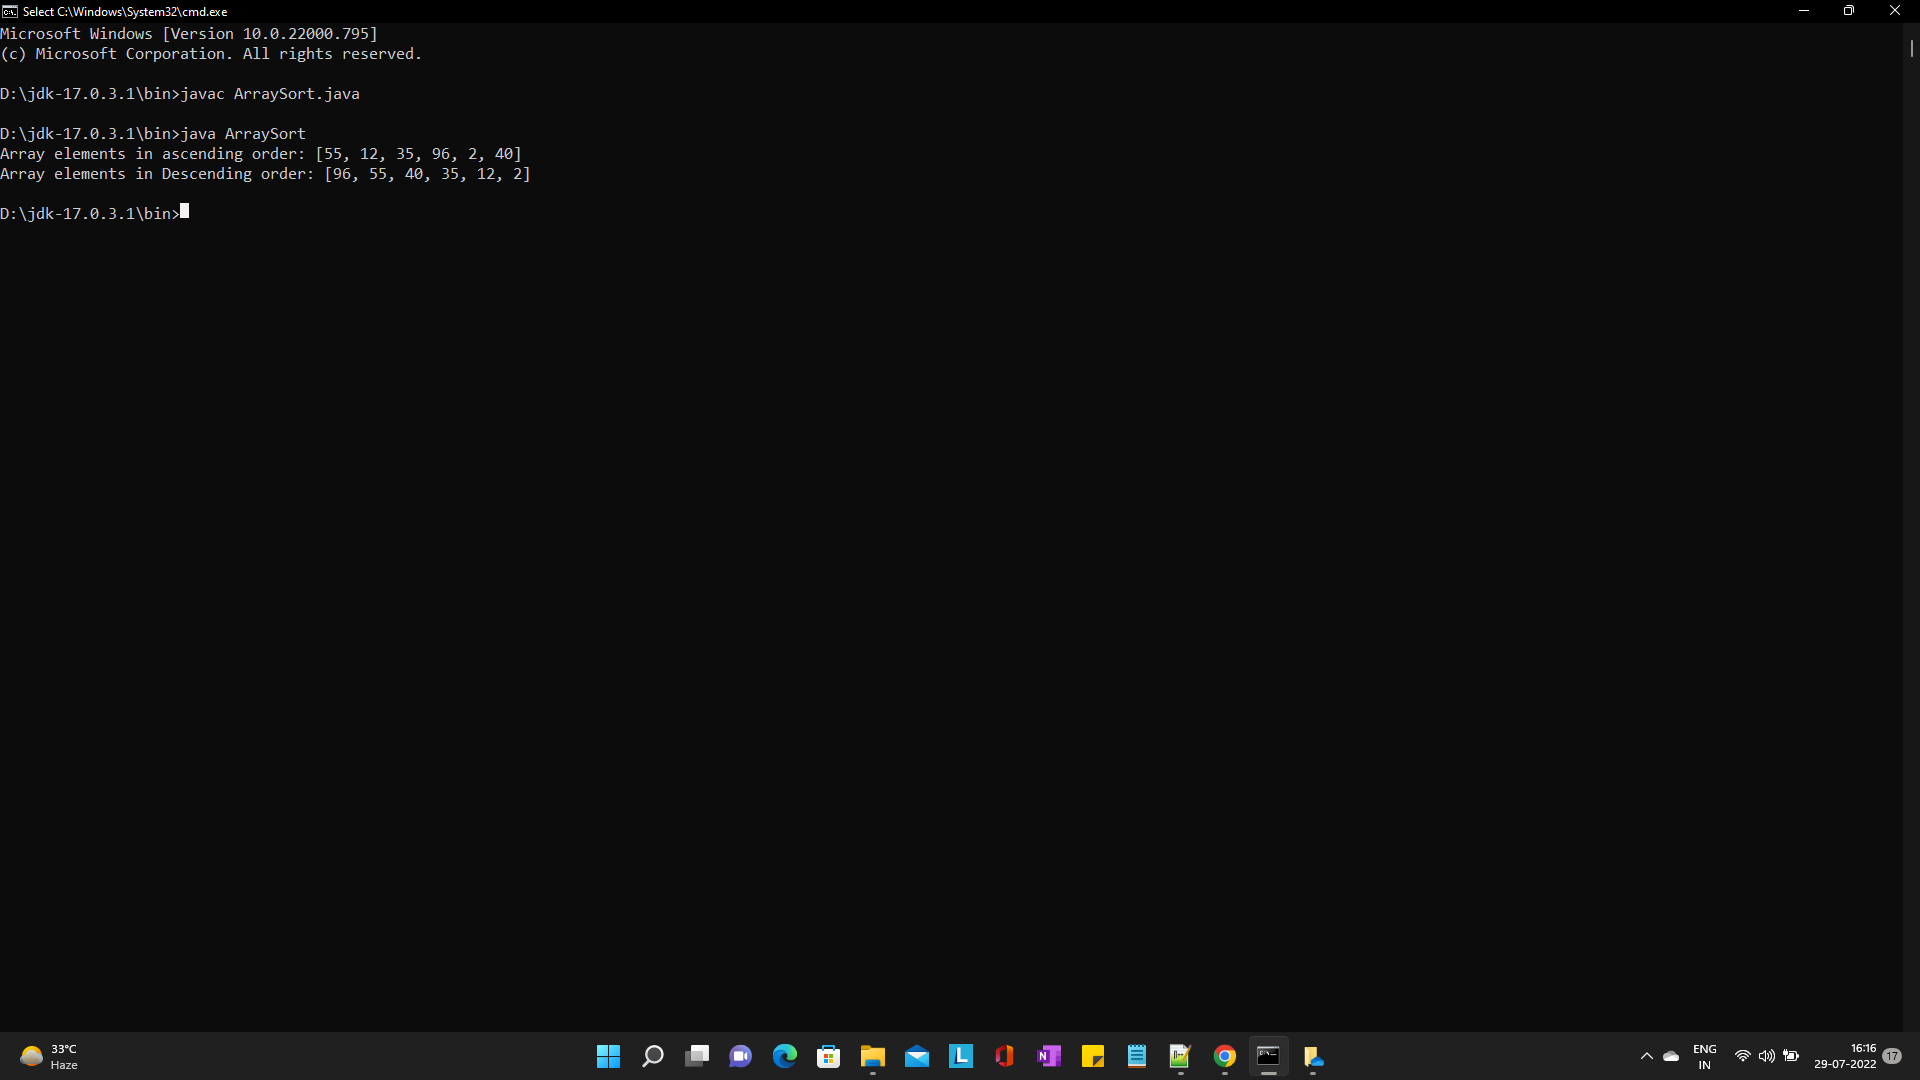 Select C:\Windows\System32\cmd.exe
Microsoft Windows [Version 10.0.22000.795]
(c) Microsoft Corporation. All rights reserved.
D:\jdk-17.0.3.1\bin>javac ArraySort.java
D:\jdk-17.0.3.1\bin>java ArraySort
Array elements in ascending order: [55, 12, 35, 96, 2, 40]
Array elements in Descending order: [96, 55, 40, 35, 12, 2]
D:\jdk-17.0.3.1\bin>
33°C
Haze
L
N
ENG
IN
16:16
29-07-2022
17